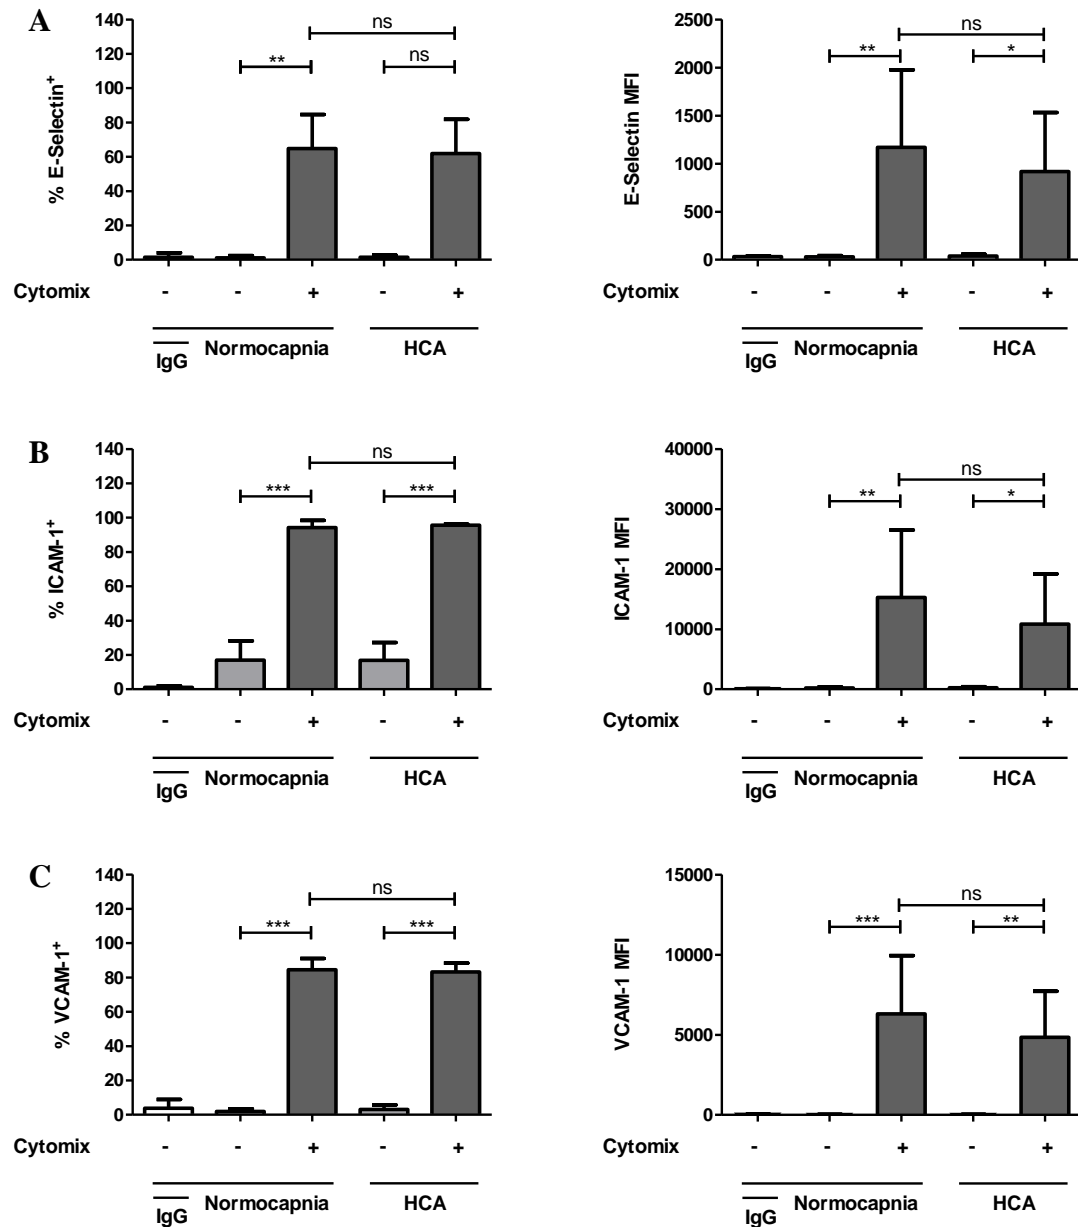 A
% E-Selectin+
140
120
100
80
60
40
20
0
ns
**
ns
Cytomix - - + - +
Normocapnia HCA
IgG
E-Selectin MFI
2500
2000
1500
1000
500
0
ns
**
*
Cytomix - - + - +
Normocapnia HCA
IgG
B
% ICAM-1+
140
120
100
80
60
40
20
0
ns
***
***
Cytomix - - + - +
Normocapnia HCA
IgG
ICAM-1 MFI
40000
30000
20000
10000
0
ns
**
*
Cytomix - - + - +
Normocapnia HCA
IgG
C
% VCAM-1+
140
120
100
80
60
40
20
0
ns
***
***
Cytomix - - + - +
Normocapnia HCA
IgG
VCAM-1 MFI
15000
10000
5000
0
ns
***
**
Cytomix - - + - +
Normocapnia HCA
IgG